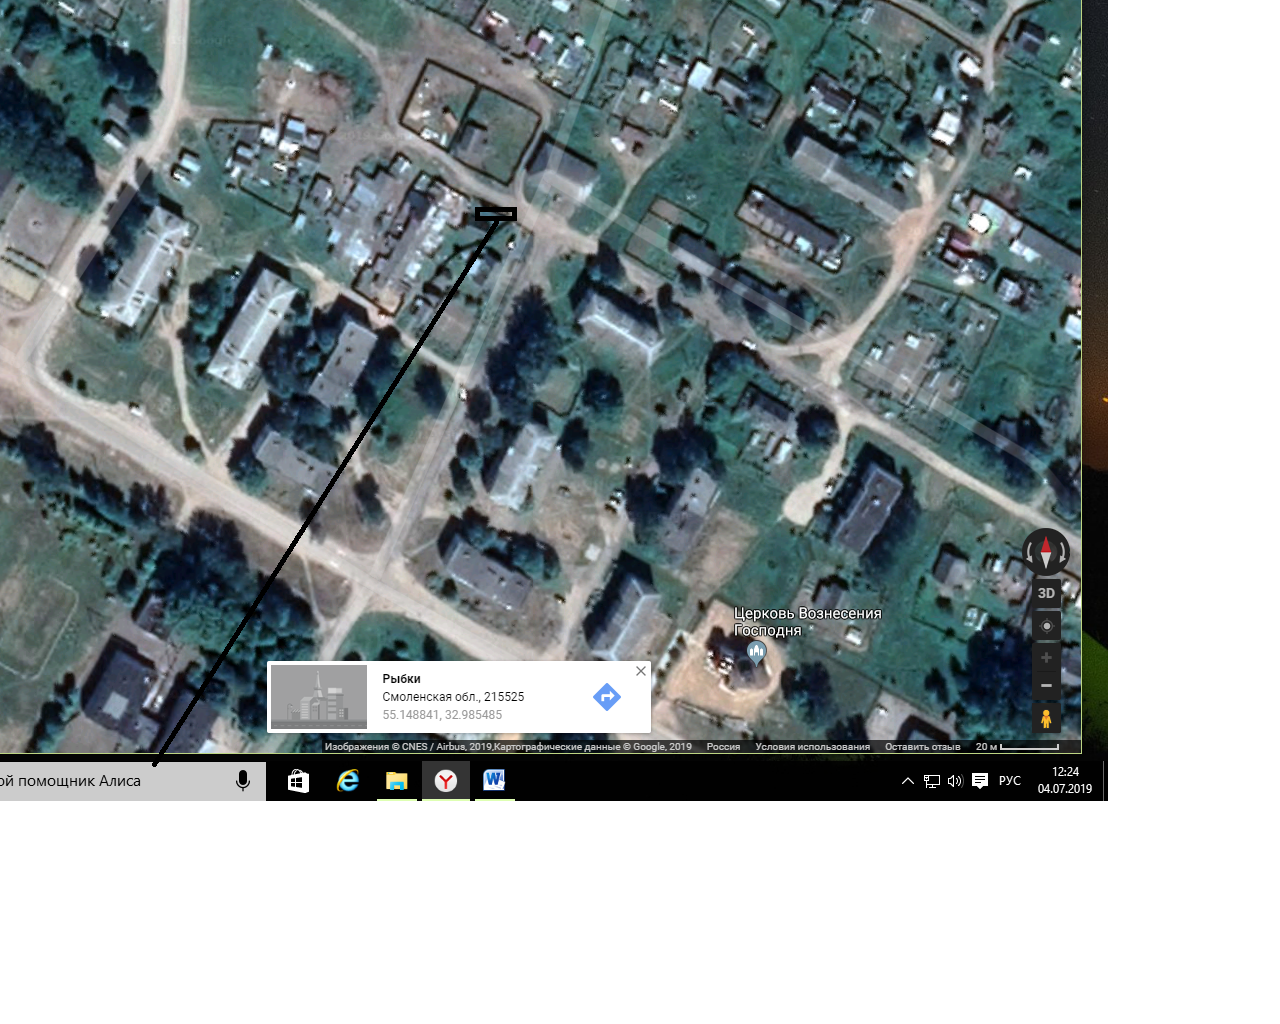 Церковь Вознесения
Господня
3D
Рыбки
Смоленская обл., 215525
55.148841, 32.985485
Изображения © CNES / Airbus, 2019,Картографические данные © Google, 2019 Россия Условия использования Оставить отзыв 20 м
ой помощник Алиса
РУС
12:24
04.07.2019